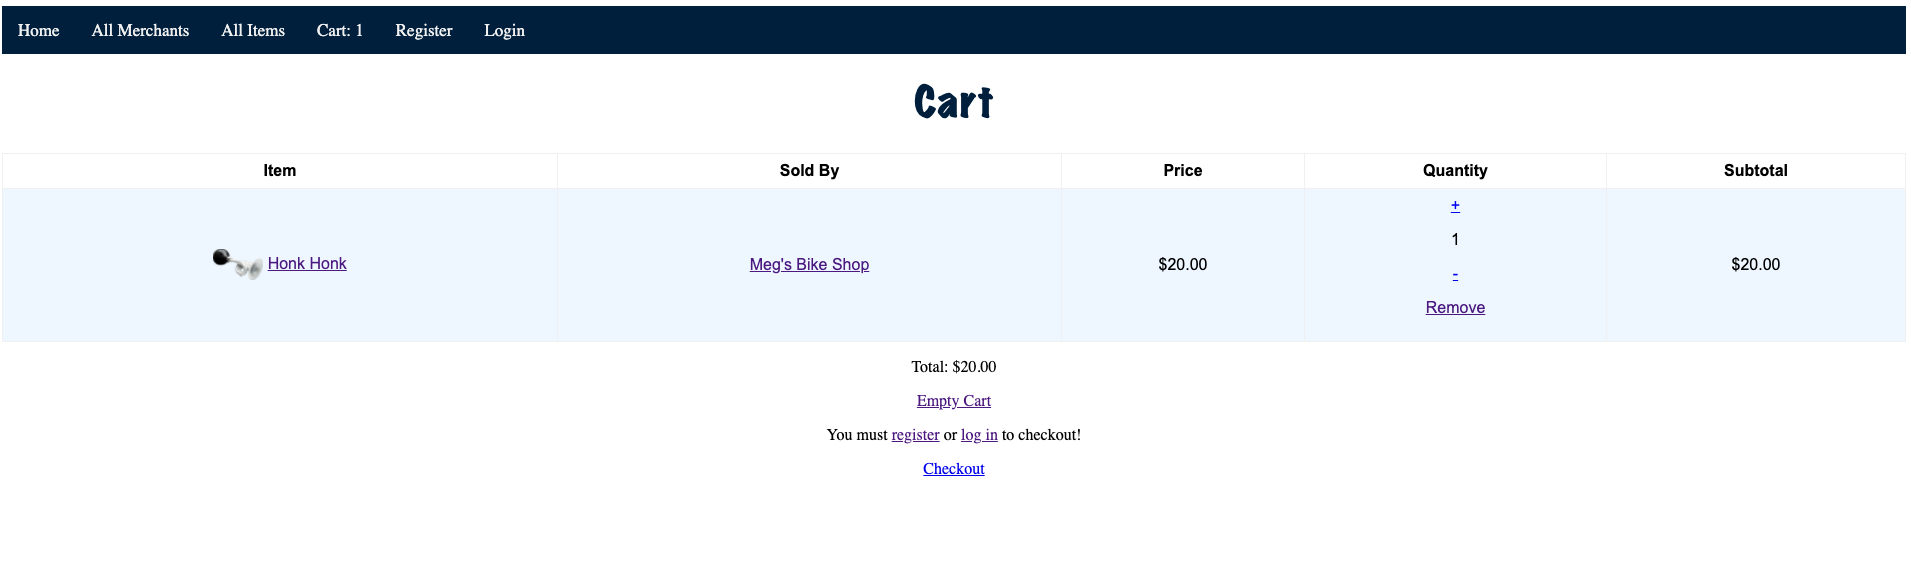 Home All Merchants All Items Cart: 1 Register Login
Cart
Item Sold By Price Quantity Subtotal
+
1
Honk Honk Meg's Bike Shop $20.00 $20.00
-
Remove
Total: $20.00
Empty Cart
You must register or log in to checkout!
Checkout